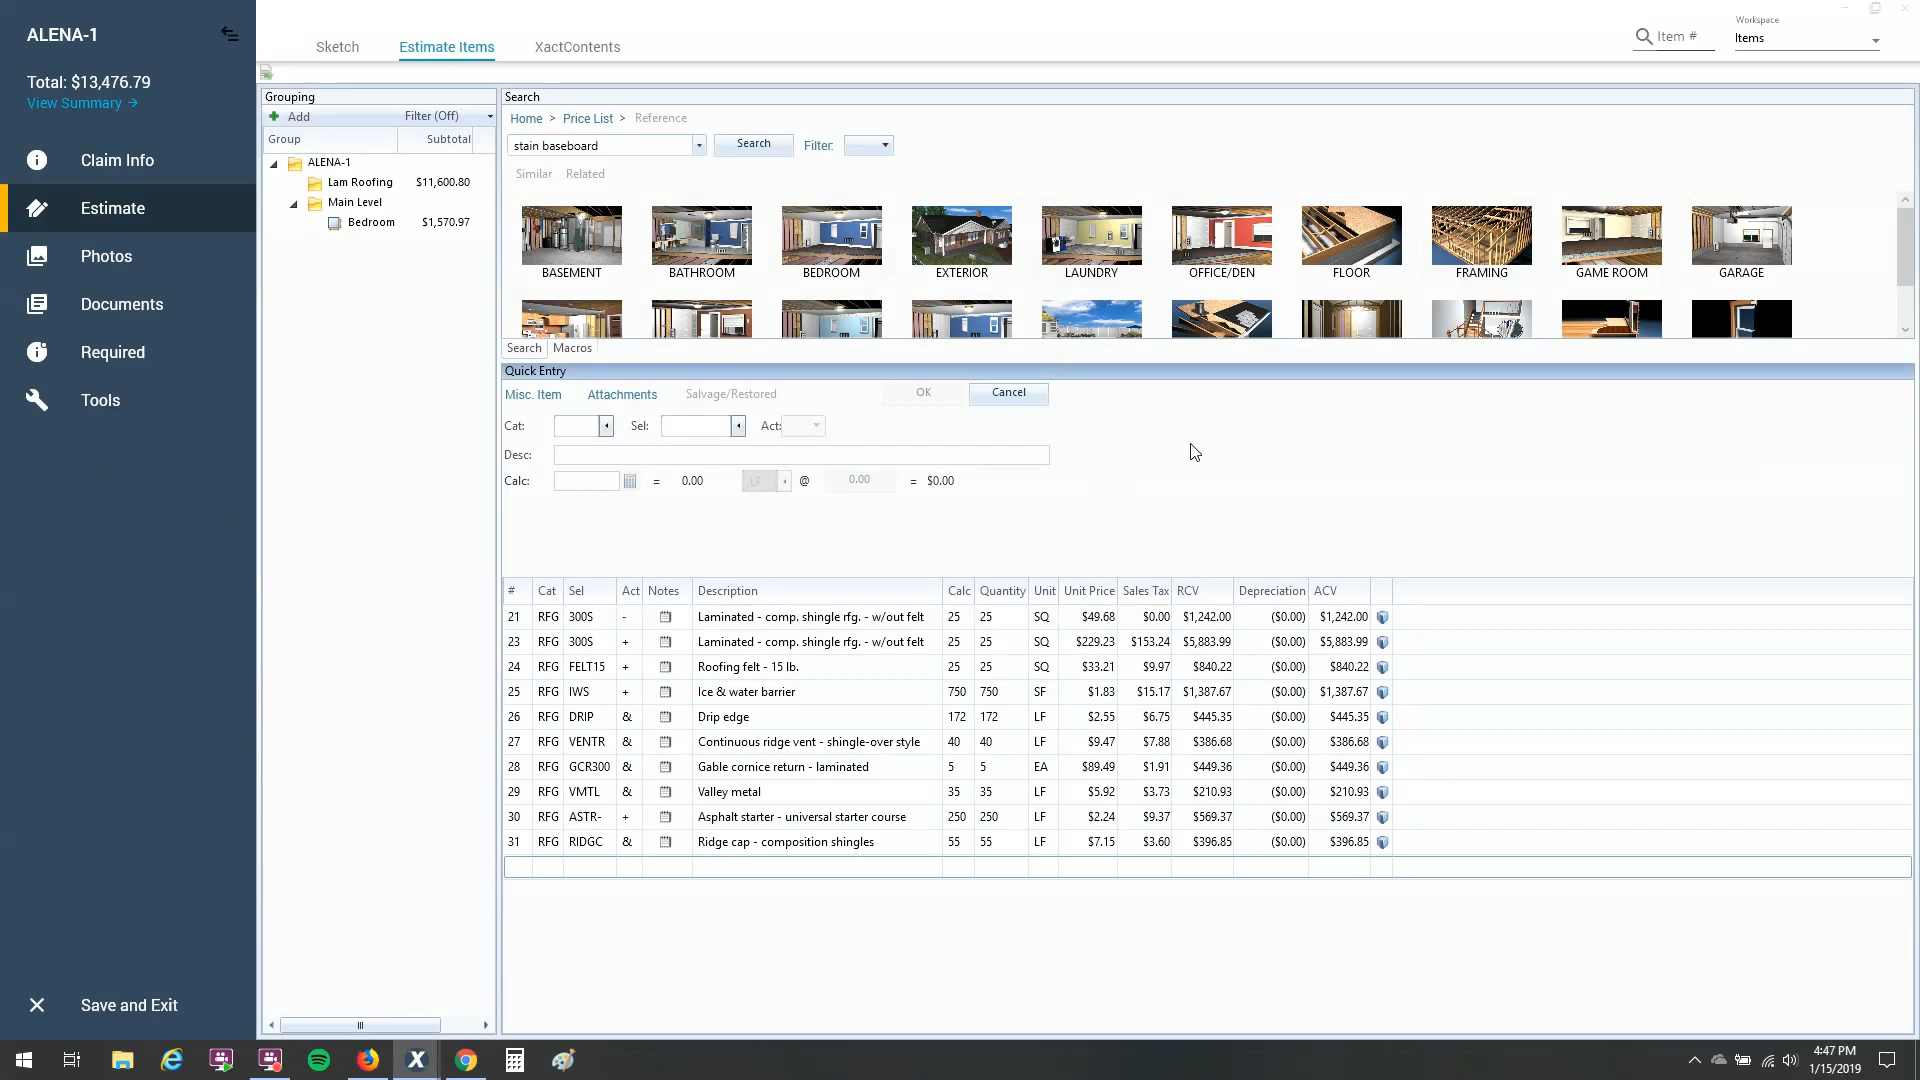 ALENA-1
Total: $13,476.79
View Summary →
Claim Info
Estimate
Photos
Documents
Required
Tools
Save and Exit
Sketch Estimate Items XactContents
Item #
Workspace
Items
Grouping
Add Filter (Off)
Group Subtotal
ALENA-1
Lam Roofing $11,600.80
Main Level
Bedroom $1,570.97
Search
Home > Price List > Reference
stain baseboard Search Filter:
Similar Related
BASEMENT BATHROOM BEDROOM EXTERIOR LAUNDRY OFFICE/DEN FLOOR FRAMING GAME ROOM GARAGE
Search Macros
Quick Entry
Misc. Item Attachments Salvage/Restored OK Cancel
Cat: Sel: Act:
Desc:
Calc: = 0.00 LF @ 0.00 = $0.00
# Cat Sel Act Notes Description Calc Quantity Unit Unit Price Sales Tax RCV Depreciation ACV
21 RFG 300S - Laminated - comp. shingle rfg. - w/out felt 25 25 SQ $49.68 $0.00 $1,242.00 ($0.00) $1,242.00
23 RFG 300S + Laminated - comp. shingle rfg. - w/out felt 25 25 SQ $229.23 $153.24 $5,883.99 ($0.00) $5,883.99
24 RFG FELT15 + Roofing felt - 15 lb. 25 25 SQ $33.21 $9.97 $840.22 ($0.00) $840.22
25 RFG IWS + Ice & water barrier 750 750 SF $1.83 $15.17 $1,387.67 ($0.00) $1,387.67
26 RFG DRIP & Drip edge 172 172 LF $2.55 $6.75 $445.35 ($0.00) $445.35
27 RFG VENTR & Continuous ridge vent - shingle-over style 40 40 LF $9.47 $7.88 $386.68 ($0.00) $386.68
28 RFG GCR300 & Gable cornice return - laminated 5 5 EA $89.49 $1.91 $449.36 ($0.00) $449.36
29 RFG VMTL & Valley metal 35 35 LF $5.92 $3.73 $210.93 ($0.00) $210.93
30 RFG ASTR- + Asphalt starter - universal starter course 250 250 LF $2.24 $9.37 $569.37 ($0.00) $569.37
31 RFG RIDGC & Ridge cap - composition shingles 55 55 LF $7.15 $3.60 $396.85 ($0.00) $396.85
4:47 PM
1/15/2019